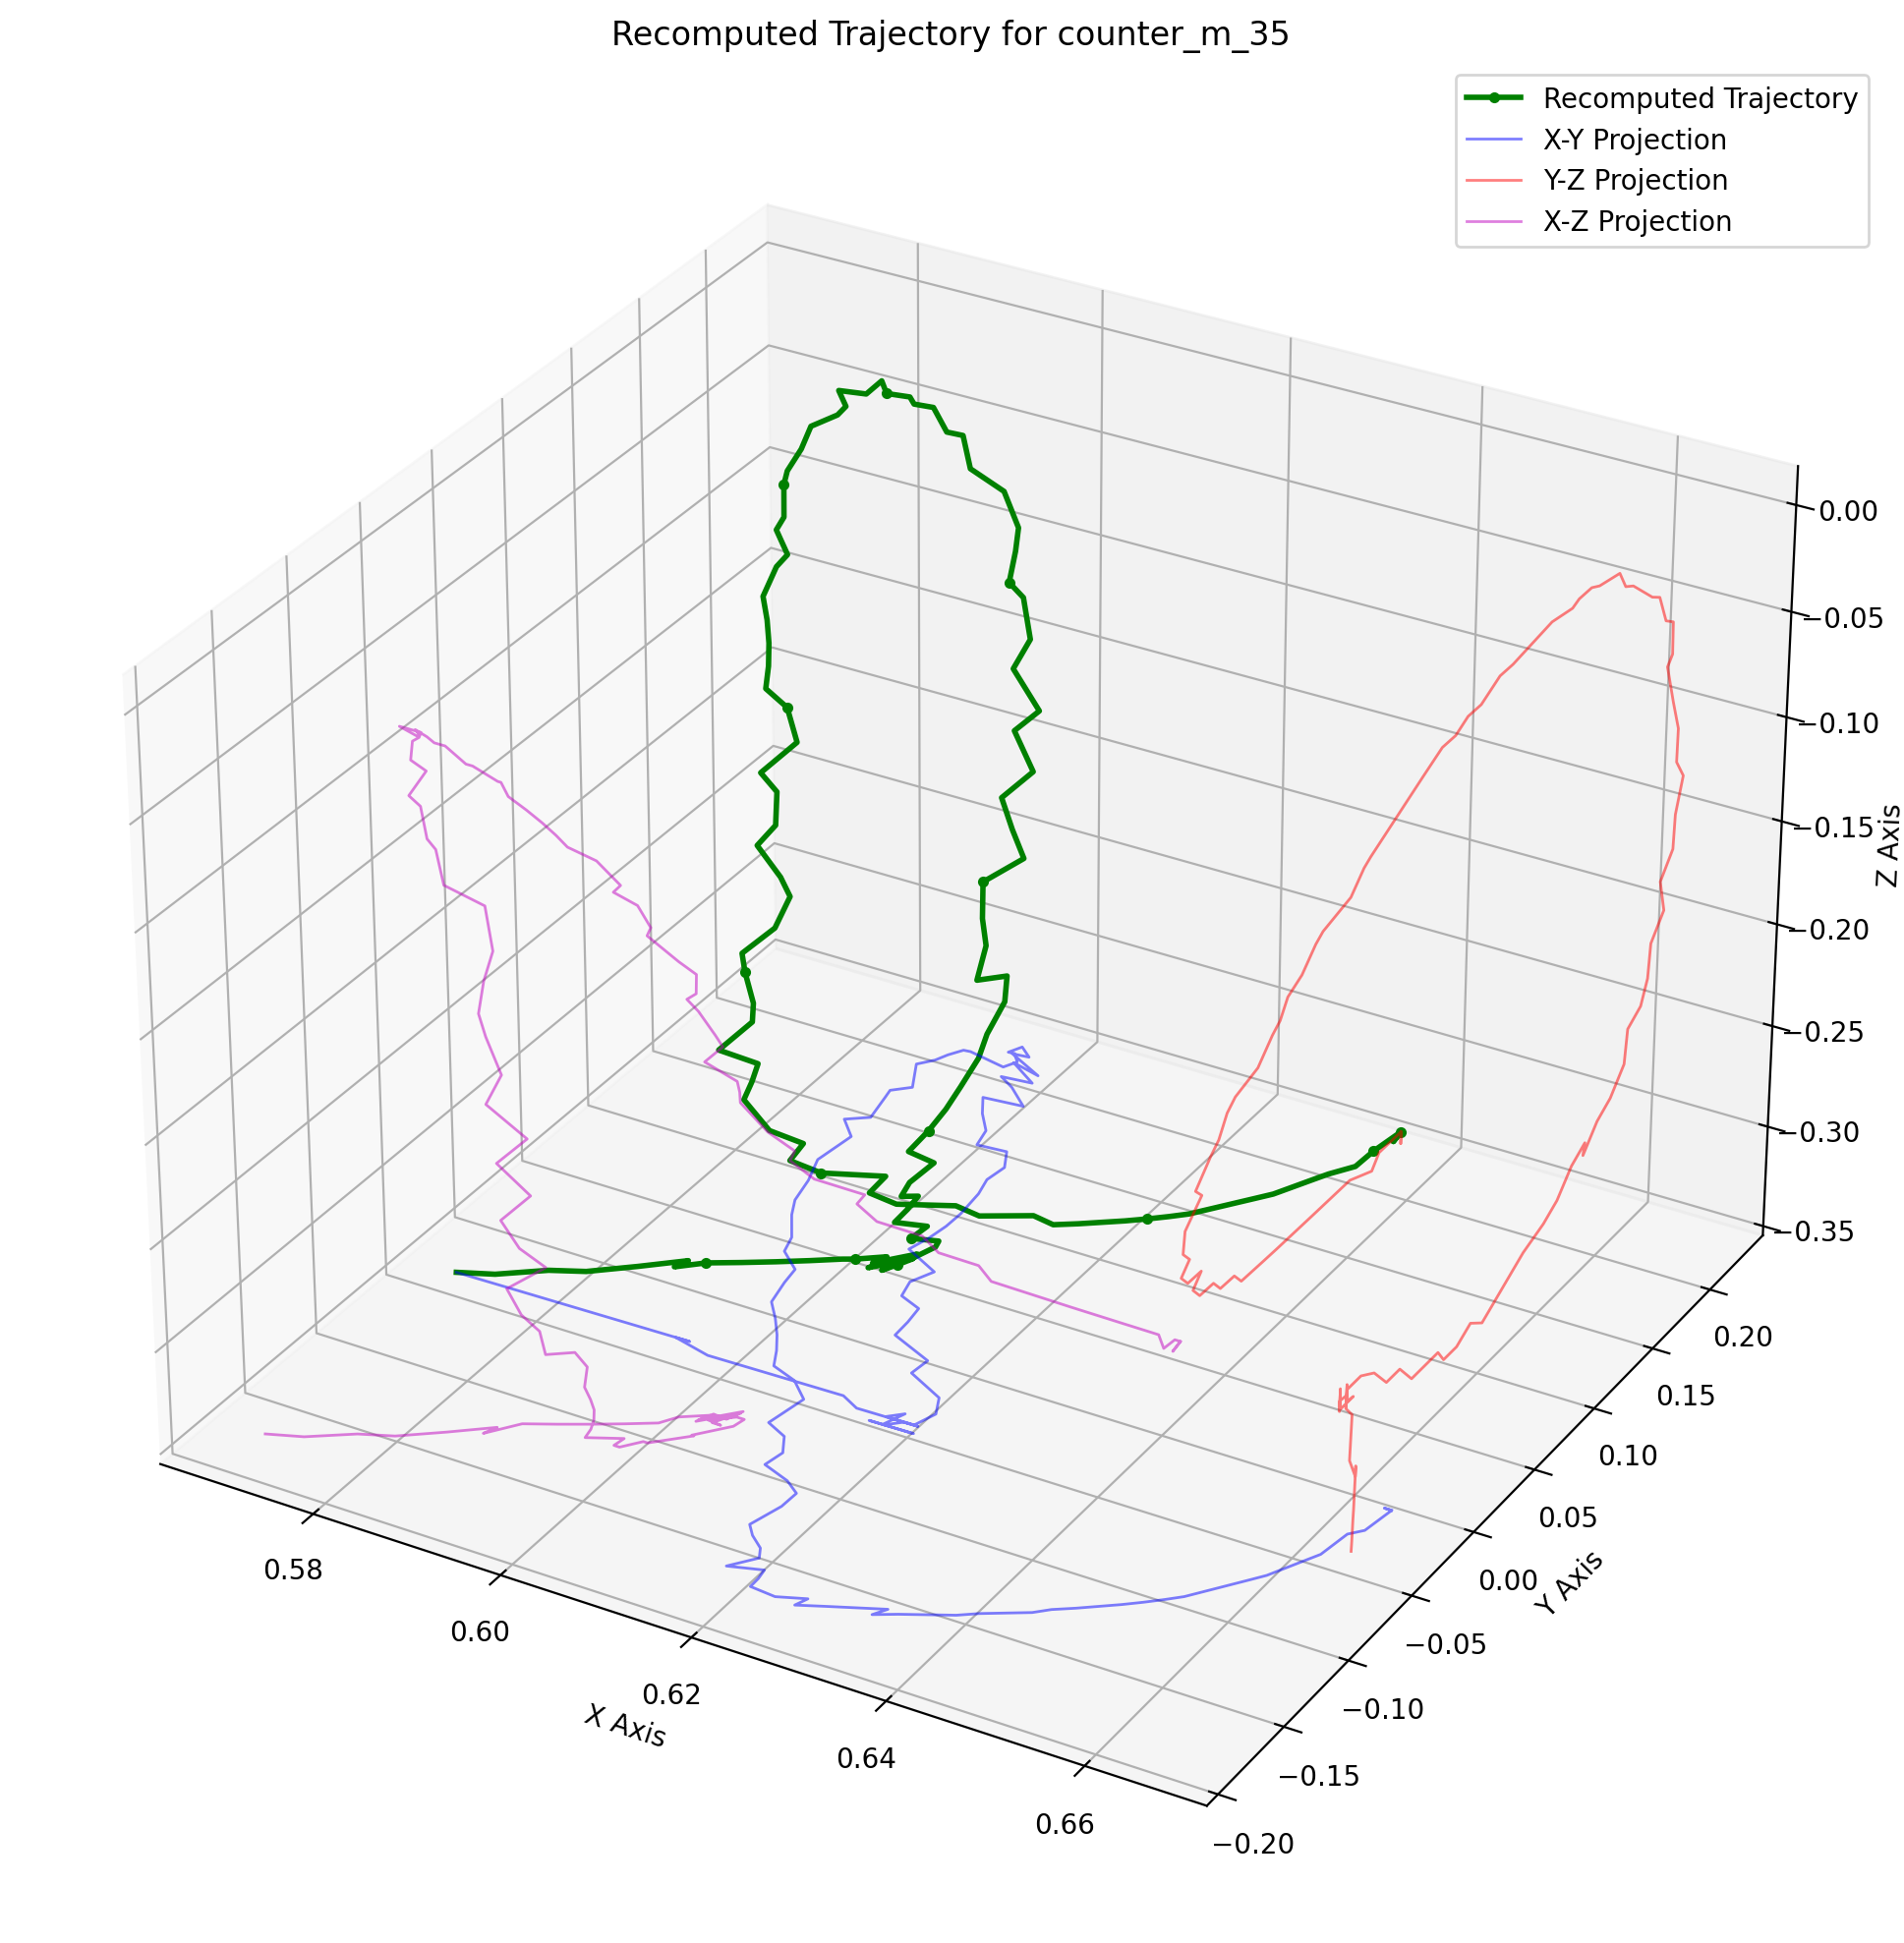 Recomputed Trajectory for counter_m_35
Recomputed Trajectory
X-Y Projection
Y-Z Projection
X-Z Projection
0.00
−0.05
−0.10
−0.15
−0.20
−0.25
−0.30
−0.35
Z Axis
0.20
0.15
0.10
0.05
0.00
−0.05
−0.10
−0.15
−0.20
Y Axis
0.58
0.60
0.62
0.64
0.66
X Axis